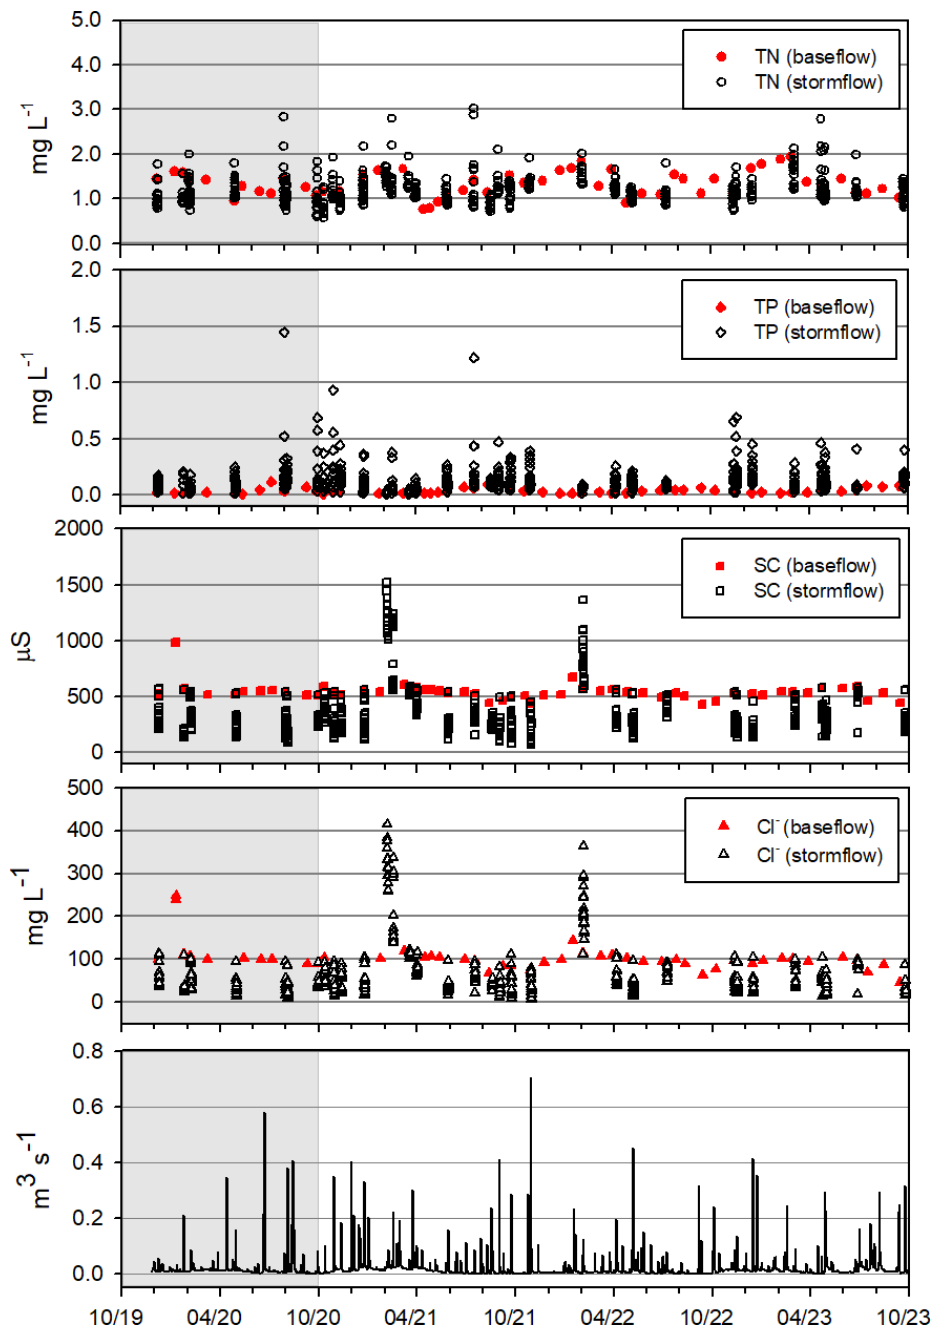 5.0
4.0
3.0
2.0
1.0
0.0
mg L⁻¹
TN (baseflow)
TN (stormflow)
2.0
1.5
1.0
0.5
0.0
mg L⁻¹
TP (baseflow)
TP (stormflow)
2000
1500
1000
500
0
µS
SC (baseflow)
SC (stormflow)
500
400
300
200
100
0
mg L⁻¹
Cl⁻ (baseflow)
Cl⁻ (stormflow)
0.8
0.6
0.4
0.2
0.0
m³ s⁻¹
10/19 04/20 10/20 04/21 10/21 04/22 10/22 04/23 10/23